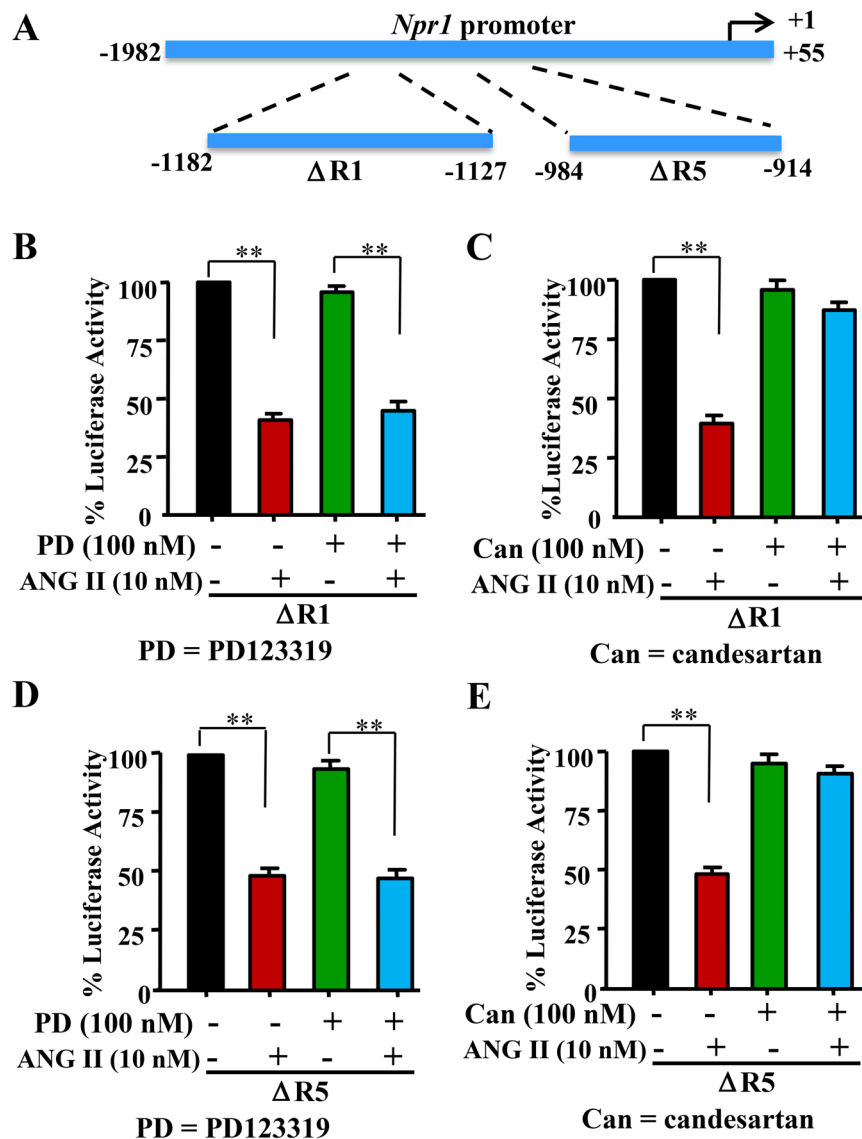 A
Npr1 promoter
+1
-1982
+55
-1182
ΔR1
-1127
-984
ΔR5
-914
B
**
**
100
75
50
25
0
% Luciferase Activity
PD (100 nM) - - + +
ANG II (10 nM) - + - +
ΔR1
PD = PD123319
C
**
100
75
50
25
0
%Luciferase Activity
Can (100 nM) - - + +
ANG II (10 nM) - + - +
ΔR1
Can = candesartan
D
**
**
100
75
50
25
0
% Luciferase Activity
PD (100 nM) - - + +
ANG II (10 nM) - + - +
ΔR5
PD = PD123319
E
**
100
75
50
25
0
% Luciferase Activity
Can (100 nM) - - + +
ANG II (10 nM) - + - +
ΔR5
Can = candesartan